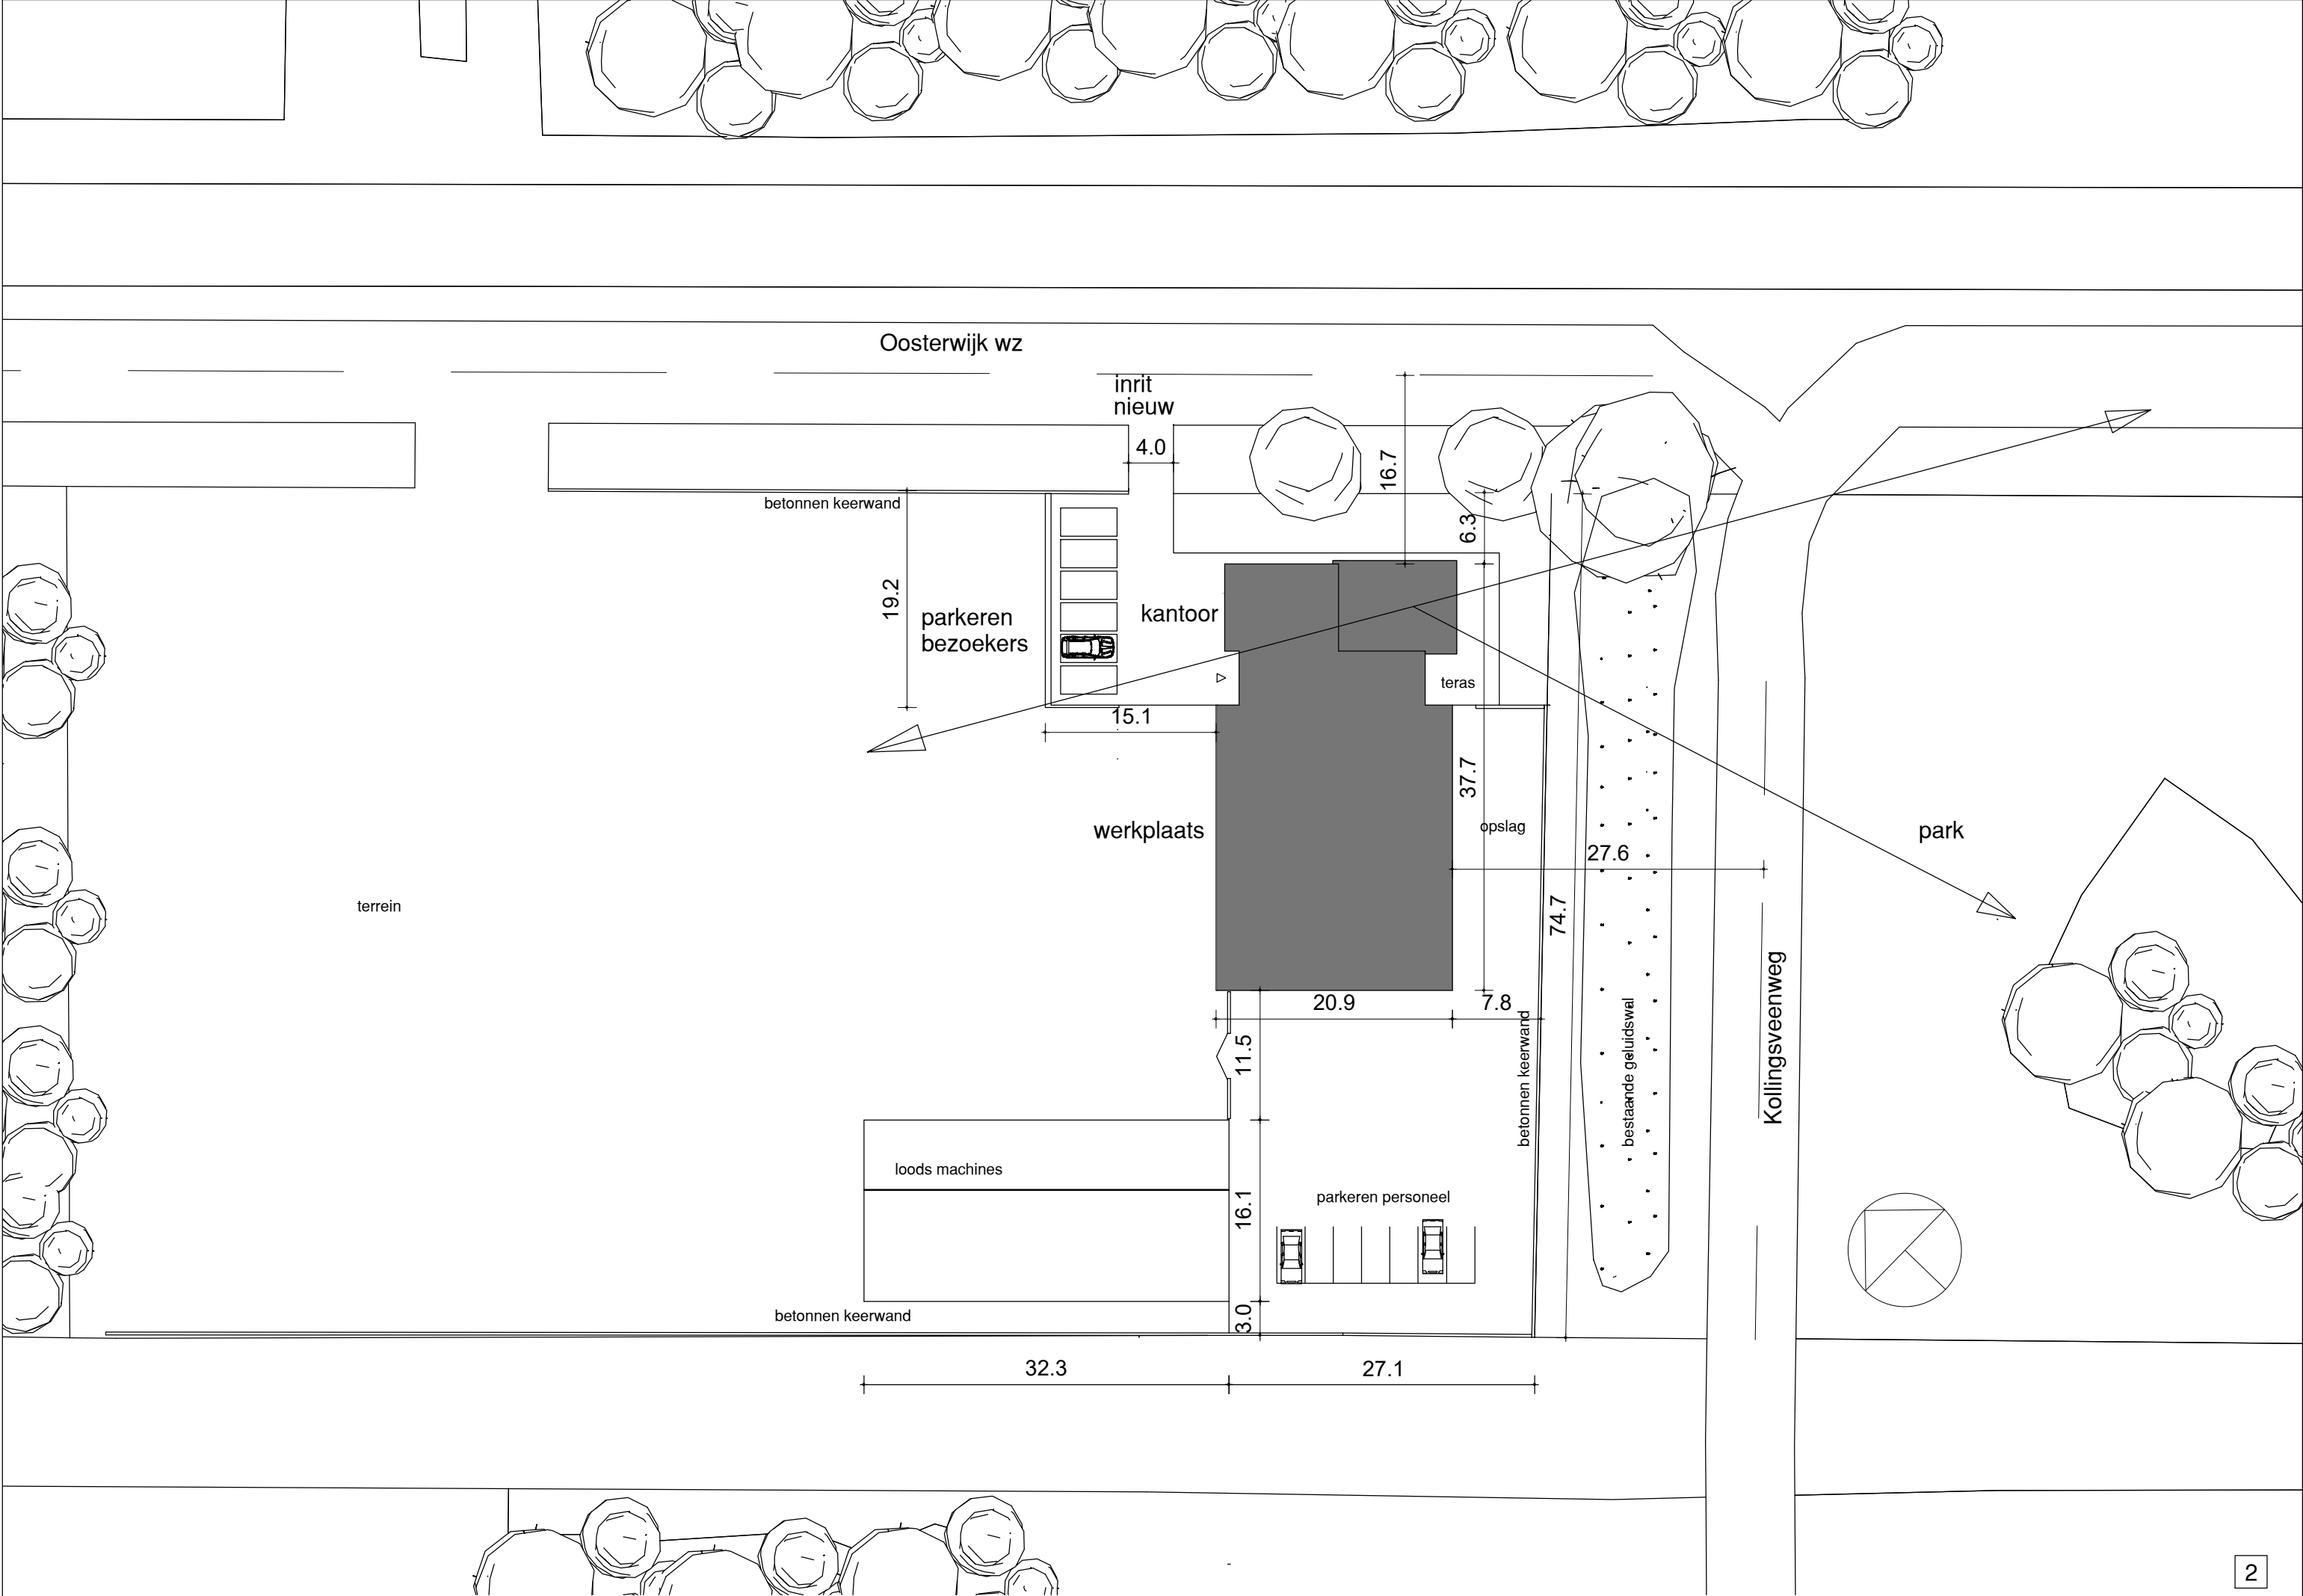 Oosterwijk wz
inrit
nieuw
4.0
16.7
betonnen keerwand
6.3
19.2
parkeren
bezoekers
kantoor
teras
15.1
37.7
werkplaats
opslag
park
27.6
terrein
74.7
20.9
7.8
11.5
betonnen keerwand
bestaande geluidswal
Kollingsveenweg
loods machines
16.1
parkeren personeel
betonnen keerwand
3.0
32.3
27.1
2